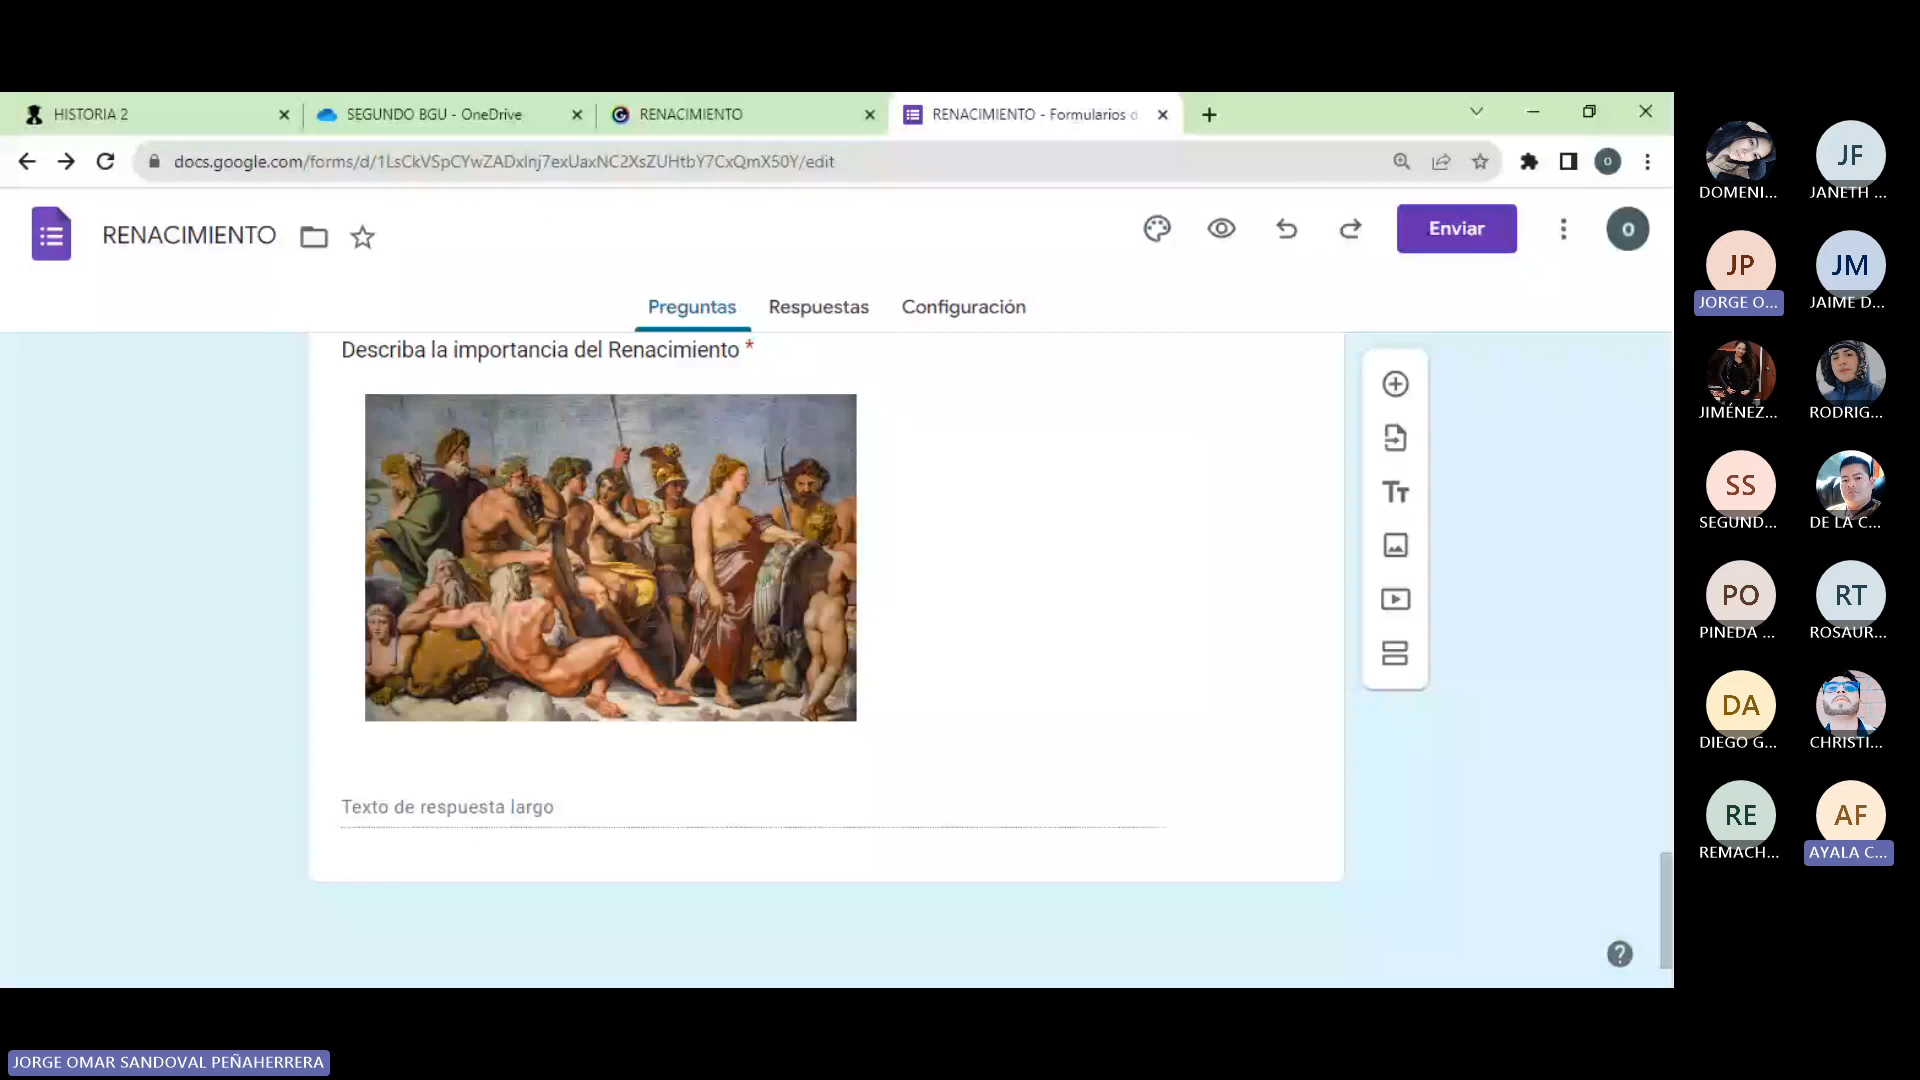 HISTORIA 2
SEGUNDO BGU - OneDrive
RENACIMIENTO
RENACIMIENTO - Formularios d
docs.google.com/forms/d/1LsCkVSpCYwZADxlnj7exUaxNC2XsZUHtbY7CxQmX50Y/edit
RENACIMIENTO
Enviar
Preguntas Respuestas Configuración
Describa la importancia del Renacimiento *
Tт
Texto de respuesta largo
DOMENI...
JF
JANETH ...
JP
JORGE O...
JM
JAIME D...
JIMÉNEZ...
RODRIG...
SS
SEGUND...
DE LA C...
PO
PINEDA ...
RT
ROSAUR...
DA
DIEGO G...
CHRISTI...
RE
REMACH...
AF
AYALA C...
JORGE OMAR SANDOVAL PEÑAHERRERA